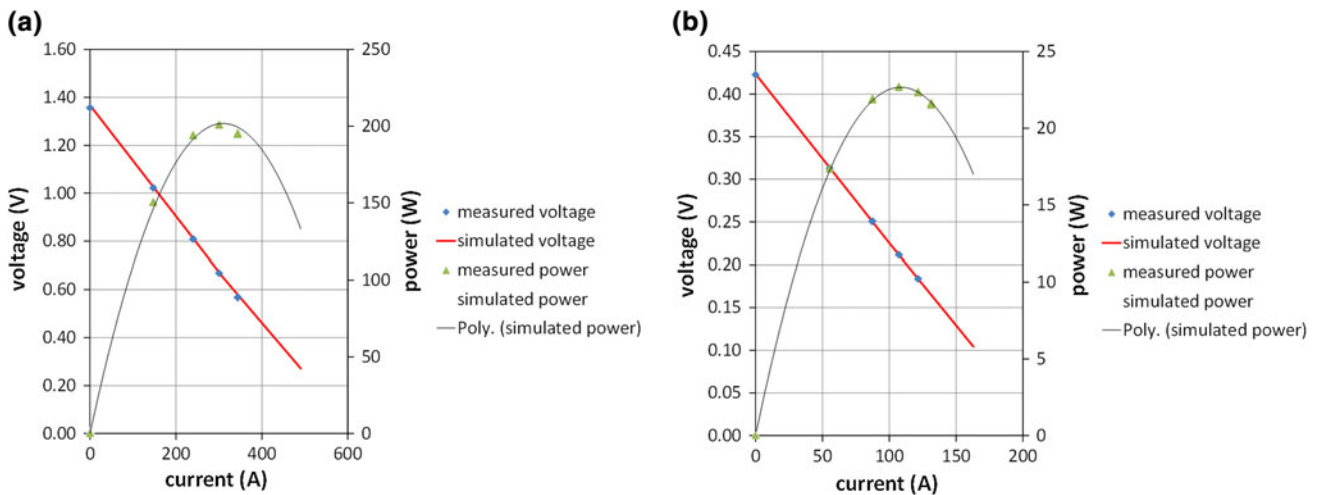 (a)
1.60
1.40
1.20
1.00
0.80
0.60
0.40
0.20
0.00
voltage (V)
0 200 400 600
current (A)
250
200
150
100
50
0
power (W)
measured voltage
simulated voltage
measured power
simulated power
Poly. (simulated power)
(b)
0.45
0.40
0.35
0.30
0.25
0.20
0.15
0.10
0.05
0.00
voltage (V)
0 50 100 150 200
current (A)
25
20
15
10
5
0
power (W)
measured voltage
simulated voltage
measured power
simulated power
Poly. (simulated power)